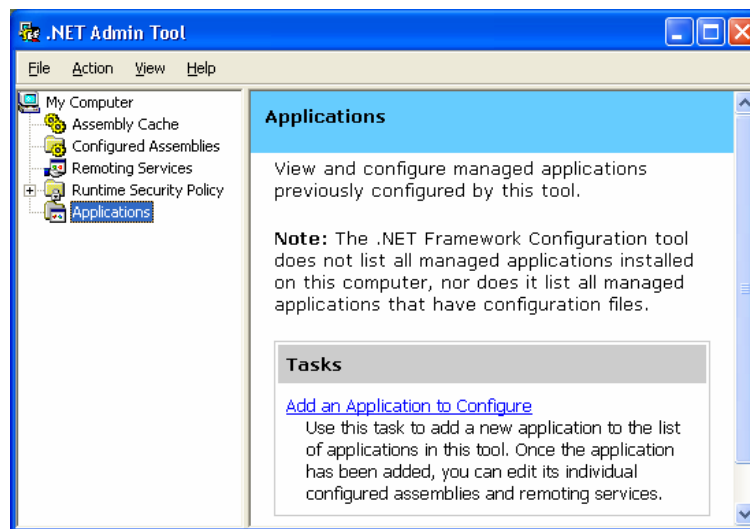 .NET Admin Tool
File Action View Help
My Computer
Assembly Cache
Configured Assemblies
Remoting Services
Runtime Security Policy
Applications
Applications
View and configure managed applications
previously configured by this tool.
Note: The .NET Framework Configuration tool
does not list all managed applications installed
on this computer, nor does it list all managed
applications that have configuration files.
Tasks
Add an Application to Configure
Use this task to add a new application to the list
of applications in this tool. Once the application
has been added, you can edit its individual
configured assemblies and remoting services.